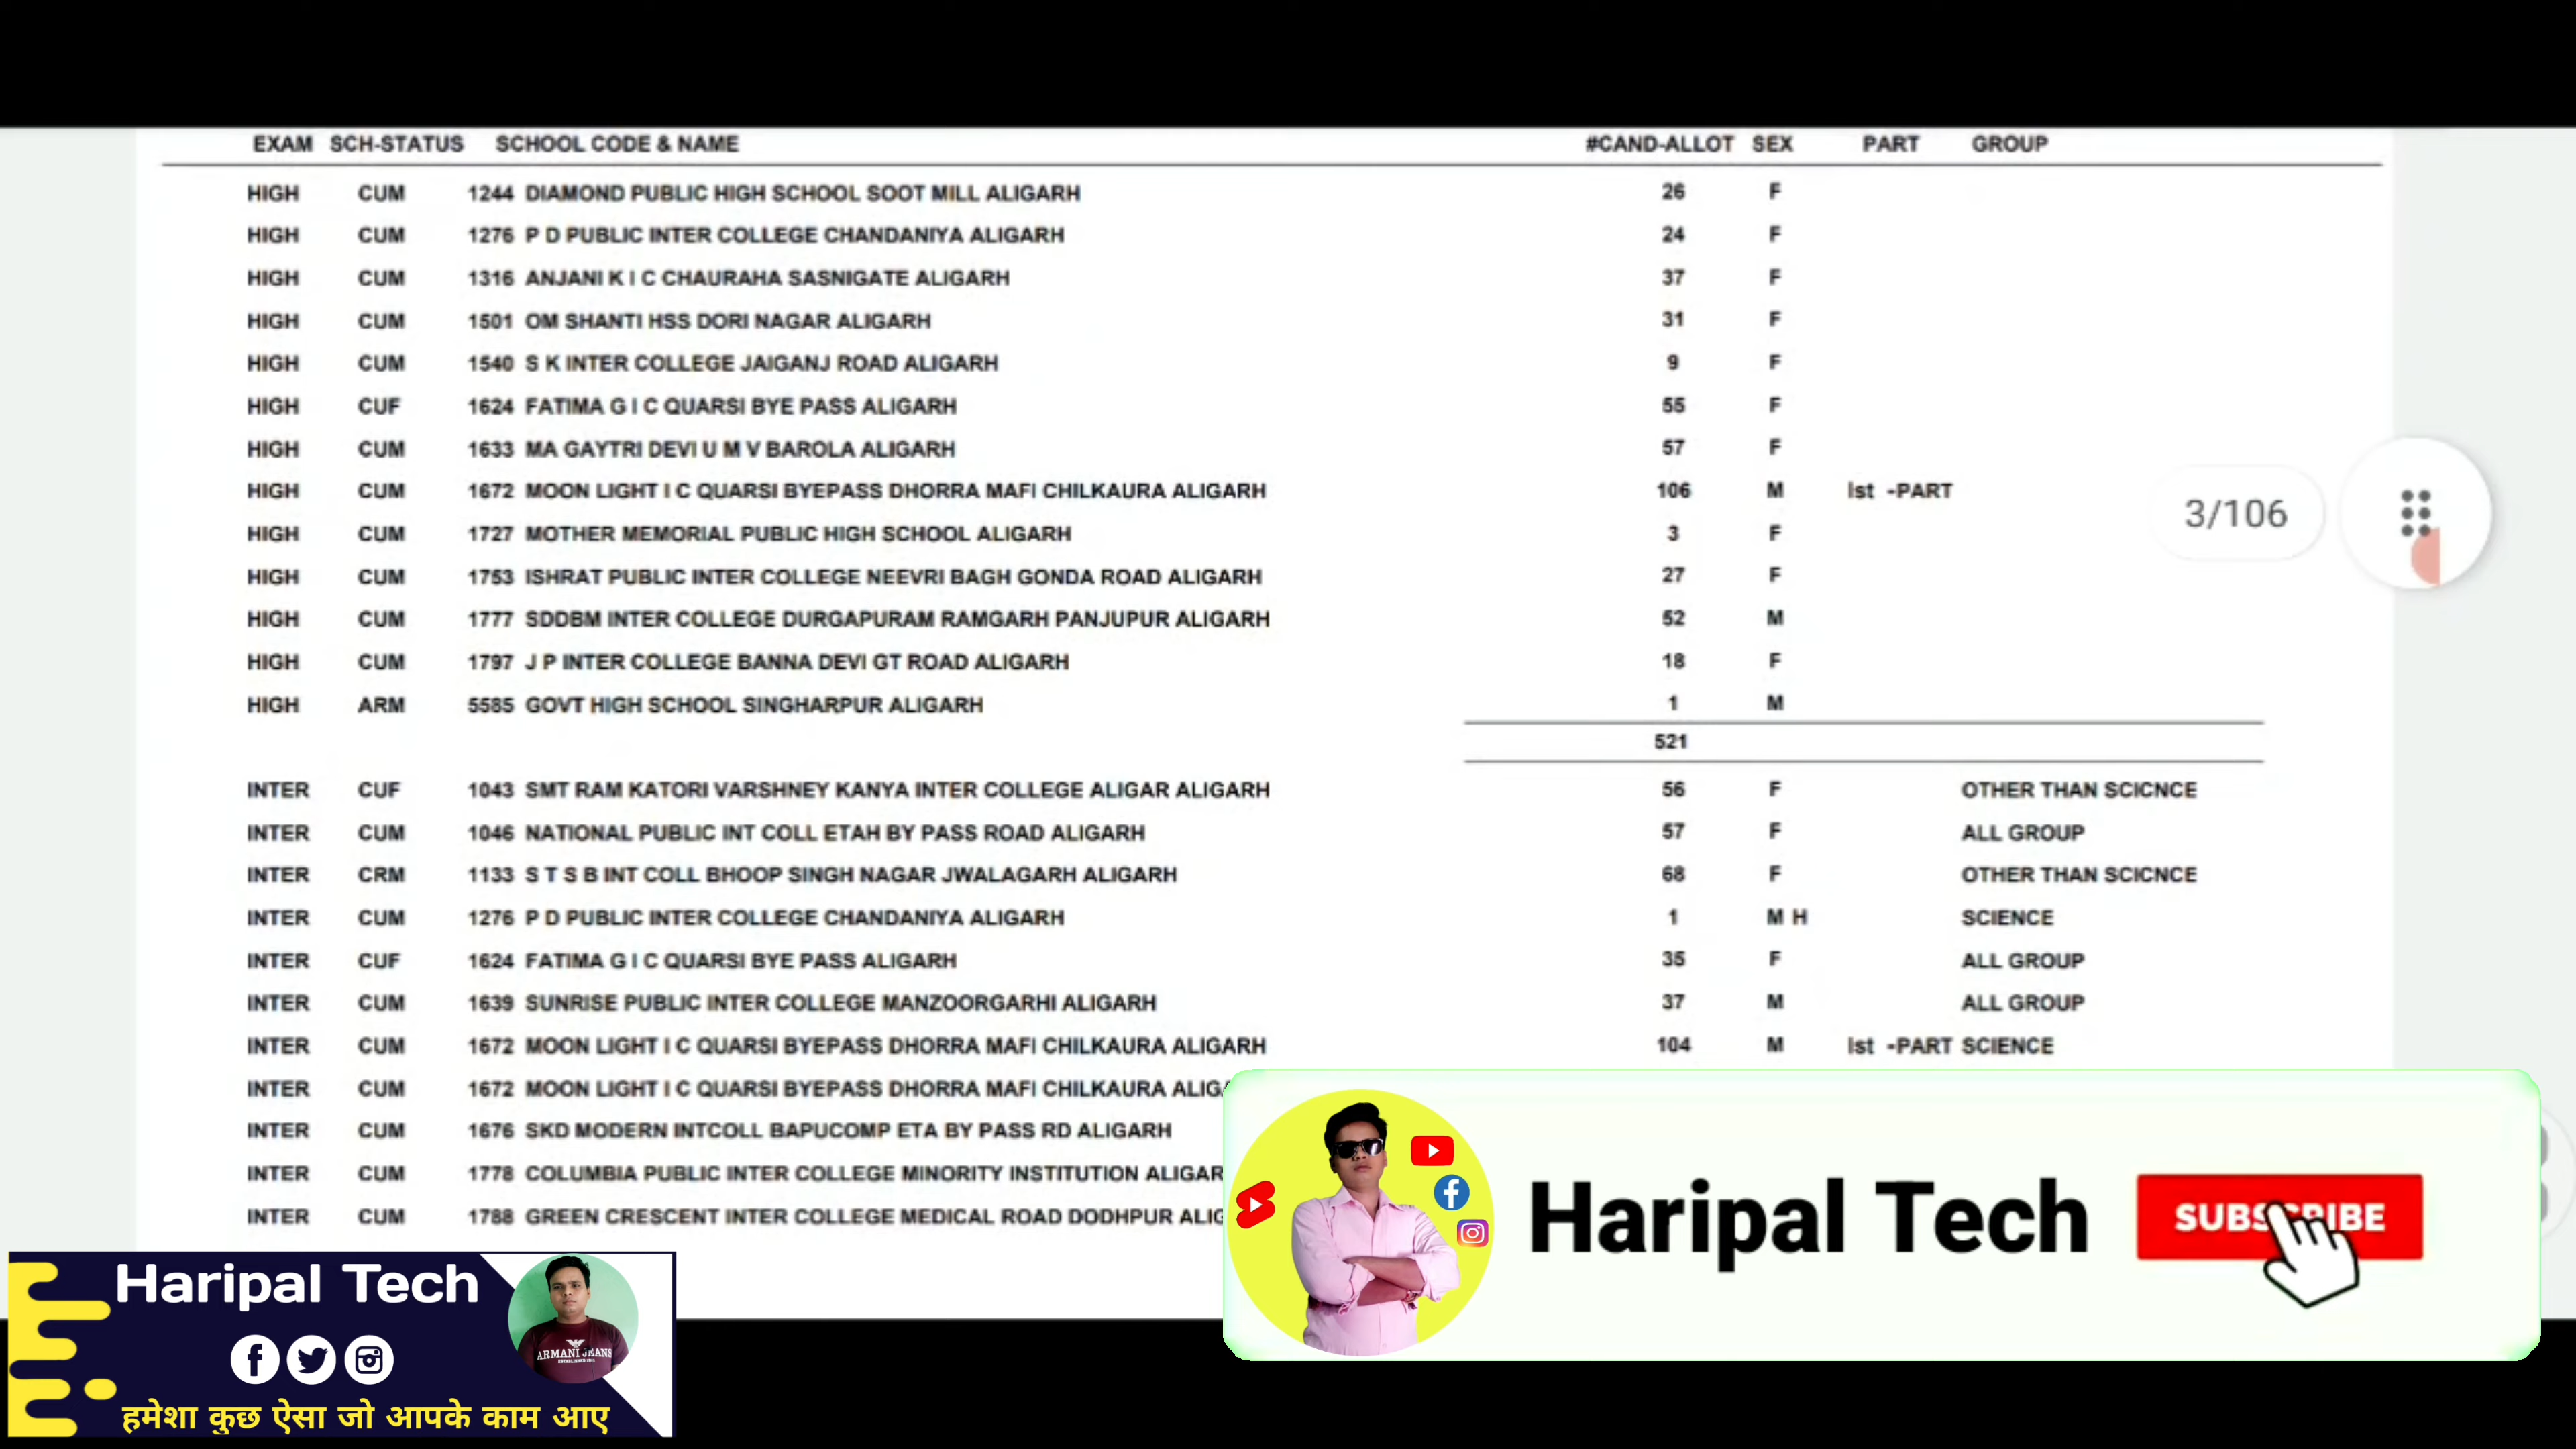 EXAM SCH-STATUS SCHOOL CODE & NAME #CAND-ALLOT SEX PART GROUP
HIGH CUM 1244 DIAMOND PUBLIC HIGH SCHOOL SOOT MILL ALIGARH 26 F
HIGH CUM 1276 P D PUBLIC INTER COLLEGE CHANDANIYA ALIGARH 24 F
HIGH CUM 1316 ANJANI K I C CHAURAHA SASNIGATE ALIGARH 37 F
HIGH CUM 1501 OM SHANTI HSS DORI NAGAR ALIGARH 31 F
HIGH CUM 1540 S K INTER COLLEGE JAIGANJ ROAD ALIGARH 9 F
HIGH CUF 1624 FATIMA G I C QUARSI BYE PASS ALIGARH 55 F
HIGH CUM 1633 MA GAYTRI DEVI U M V BAROLA ALIGARH 57 F
HIGH CUM 1672 MOON LIGHT I C QUARSI BYEPASS DHORRA MAFI CHILKAURA ALIGARH 106 M Ist -PART
3/106
HIGH CUM 1727 MOTHER MEMORIAL PUBLIC HIGH SCHOOL ALIGARH 3 F
HIGH CUM 1753 ISHRAT PUBLIC INTER COLLEGE NEEVRI BAGH GONDA ROAD ALIGARH 27 F
HIGH CUM 1777 SDDBM INTER COLLEGE DURGAPURAM RAMGARH PANJUPUR ALIGARH 52 M
HIGH CUM 1797 J P INTER COLLEGE BANNA DEVI GT ROAD ALIGARH 18 F
HIGH ARM 5585 GOVT HIGH SCHOOL SINGHARPUR ALIGARH 1 M
521
INTER CUF 1043 SMT RAM KATORI VARSHNEY KANYA INTER COLLEGE ALIGAR ALIGARH 56 F OTHER THAN SCICNCE
INTER CUM 1046 NATIONAL PUBLIC INT COLL ETAH BY PASS ROAD ALIGARH 57 F ALL GROUP
INTER CRM 1133 S T S B INT COLL BHOOP SINGH NAGAR JWALAGARH ALIGARH 68 F OTHER THAN SCICNCE
INTER CUM 1276 P D PUBLIC INTER COLLEGE CHANDANIYA ALIGARH 1 M H SCIENCE
INTER CUF 1624 FATIMA G I C QUARSI BYE PASS ALIGARH 35 F ALL GROUP
INTER CUM 1639 SUNRISE PUBLIC INTER COLLEGE MANZOORGARHI ALIGARH 37 M ALL GROUP
INTER CUM 1672 MOON LIGHT I C QUARSI BYEPASS DHORRA MAFI CHILKAURA ALIGARH 104 M Ist -PART SCIENCE
INTER CUM 1672 MOON LIGHT I C QUARSI BYEPASS DHORRA MAFI CHILKAURA ALIG
INTER CUM 1676 SKD MODERN INTCOLL BAPUCOMP ETA BY PASS RD ALIGARH
INTER CUM 1778 COLUMBIA PUBLIC INTER COLLEGE MINORITY INSTITUTION ALIGAR
INTER CUM 1788 GREEN CRESCENT INTER COLLEGE MEDICAL ROAD DODHPUR ALIG
Haripal Tech SUBSCRIBE
Haripal Tech
ARMANI JEANS
हमेशा कुछ ऐसा जो आपके काम आए